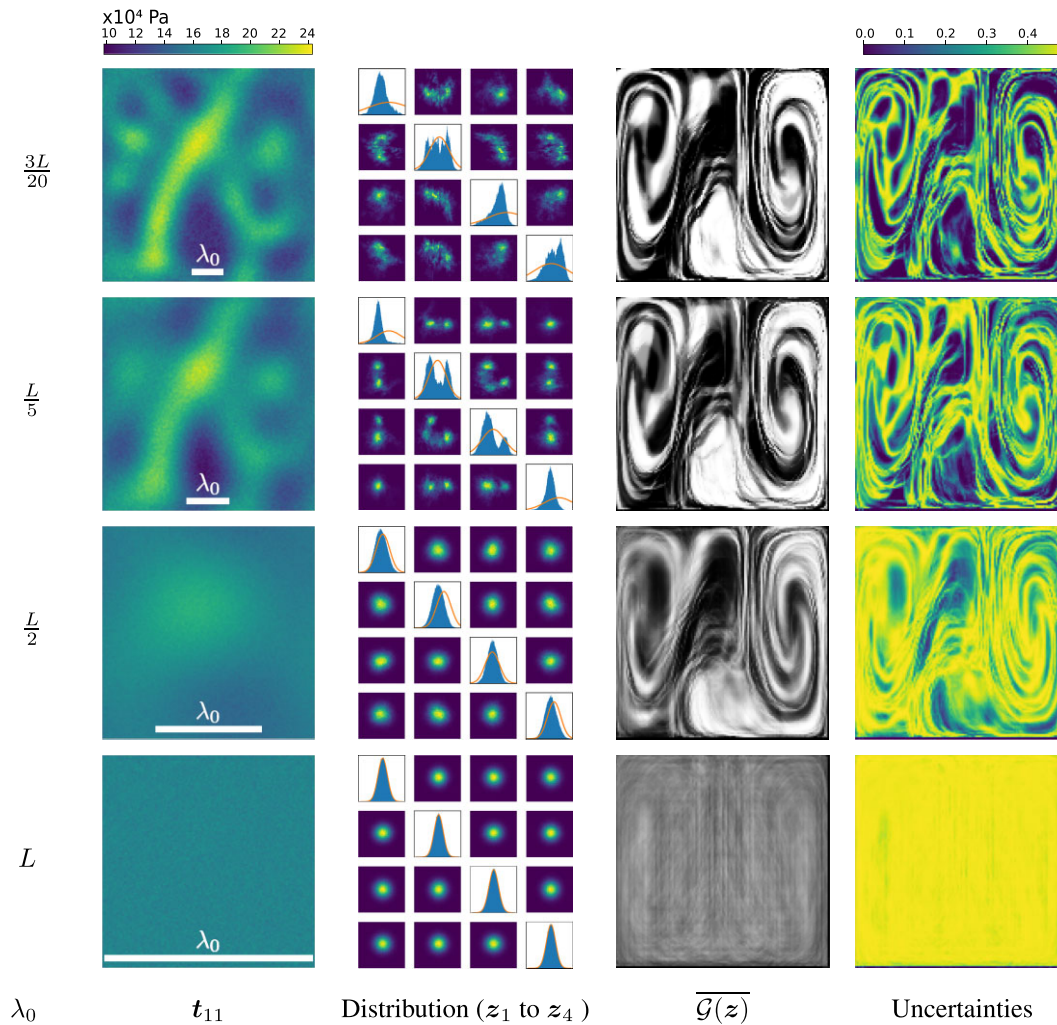 x10⁴ Pa
10 12 14 16 18 20 22 24
0.0 0.1 0.2 0.3 0.4
3L/20
λ₀
L/5
λ₀
L/2
λ₀
L
λ₀
λ₀ t₁₁ Distribution (z₁ to z₄ ) 𝒢(z)‾ Uncertainties